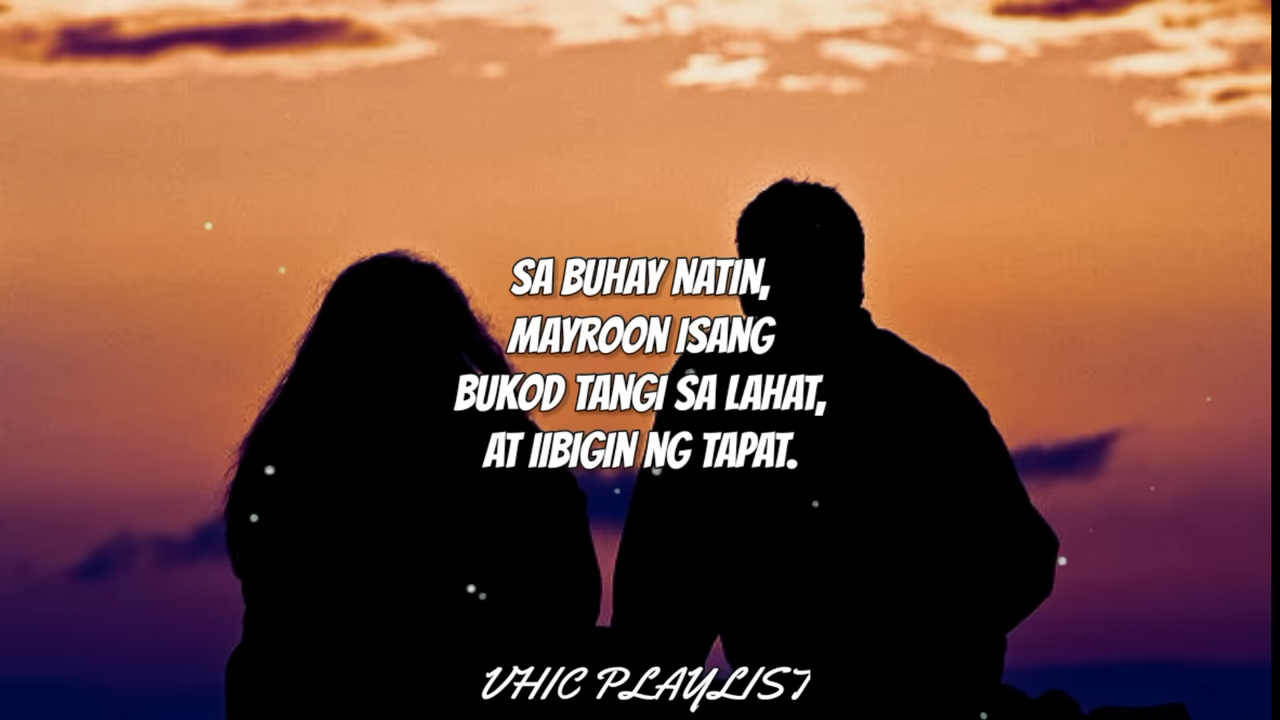 SA BUHAY NATIN,
MAYROON ISANG
BUKOD TANGI SA LAHAT,
AT IIBIGIN NG TAPAT.
VHIC PLAYLIST